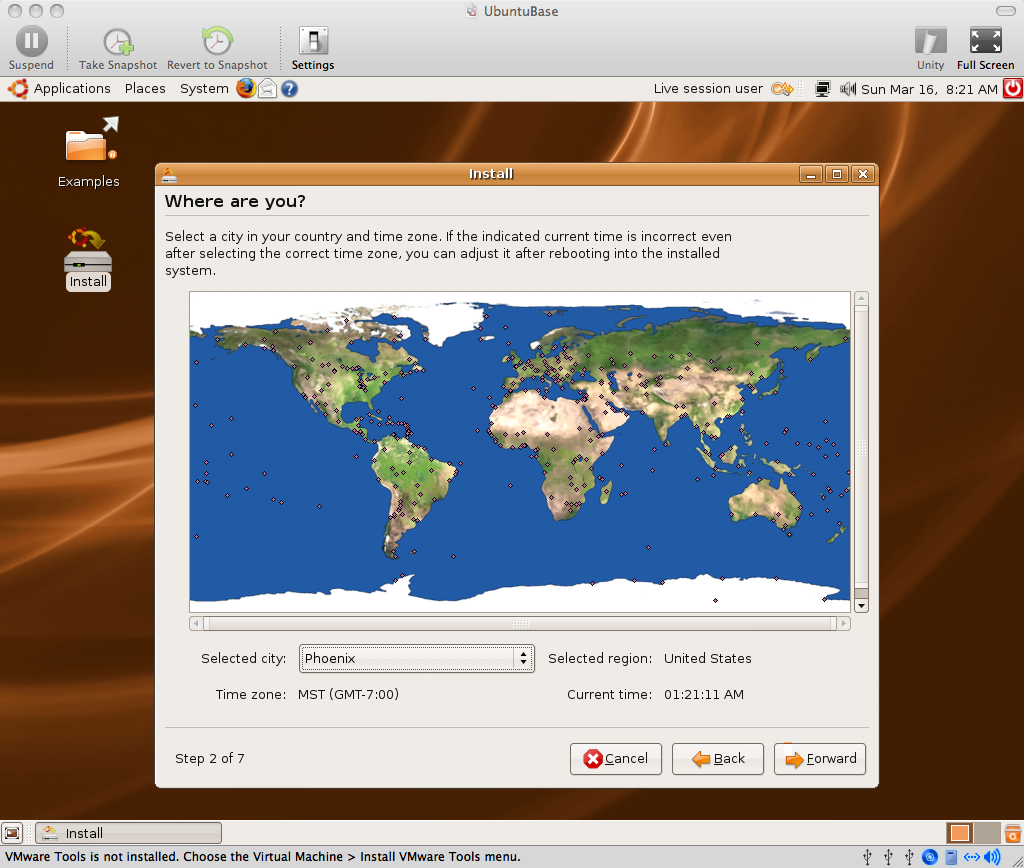 UbuntuBase
Suspend Take Snapshot Revert to Snapshot Settings Unity Full Screen
Applications Places System Live session user Sun Mar 16, 8:21 AM
Examples
Install
Install
Where are you?
Select a city in your country and time zone. If the indicated current time is incorrect even
after selecting the correct time zone, you can adjust it after rebooting into the installed
system.
Selected city: Phoenix Selected region: United States
Time zone: MST (GMT-7:00) Current time: 01:21:11 AM
Step 2 of 7 Cancel Back Forward
Install
VMware Tools is not installed. Choose the Virtual Machine > Install VMware Tools menu.